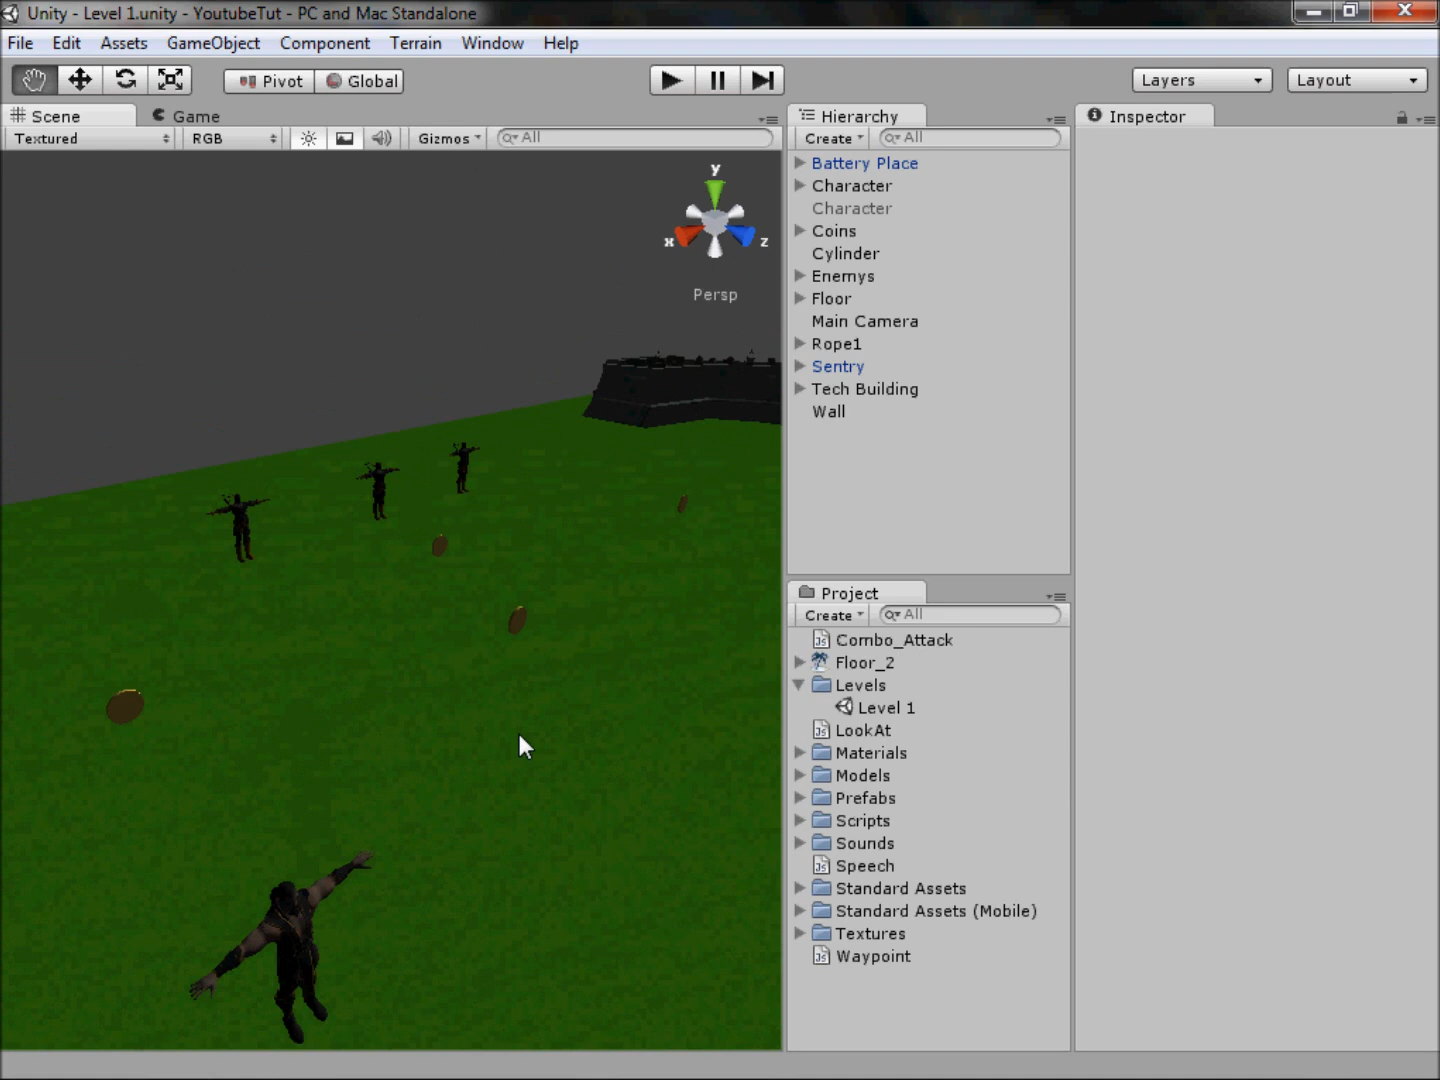 Unity - Level 1.unity - YoutubeTut - PC and Mac Standalone
File Edit Assets GameObject Component Terrain Window Help
Pivot Global Layers Layout
Scene Game
Textured RGB Gizmos All
y
x z
Persp
Hierarchy
Create All
Battery Place
Character
Character
Coins
Cylinder
Enemys
Floor
Main Camera
Rope1
Sentry
Tech Building
Wall
Project
Create All
Combo_Attack
Floor_2
Levels
Level 1
LookAt
Materials
Models
Prefabs
Scripts
Sounds
Speech
Standard Assets
Standard Assets (Mobile)
Textures
Waypoint
Inspector